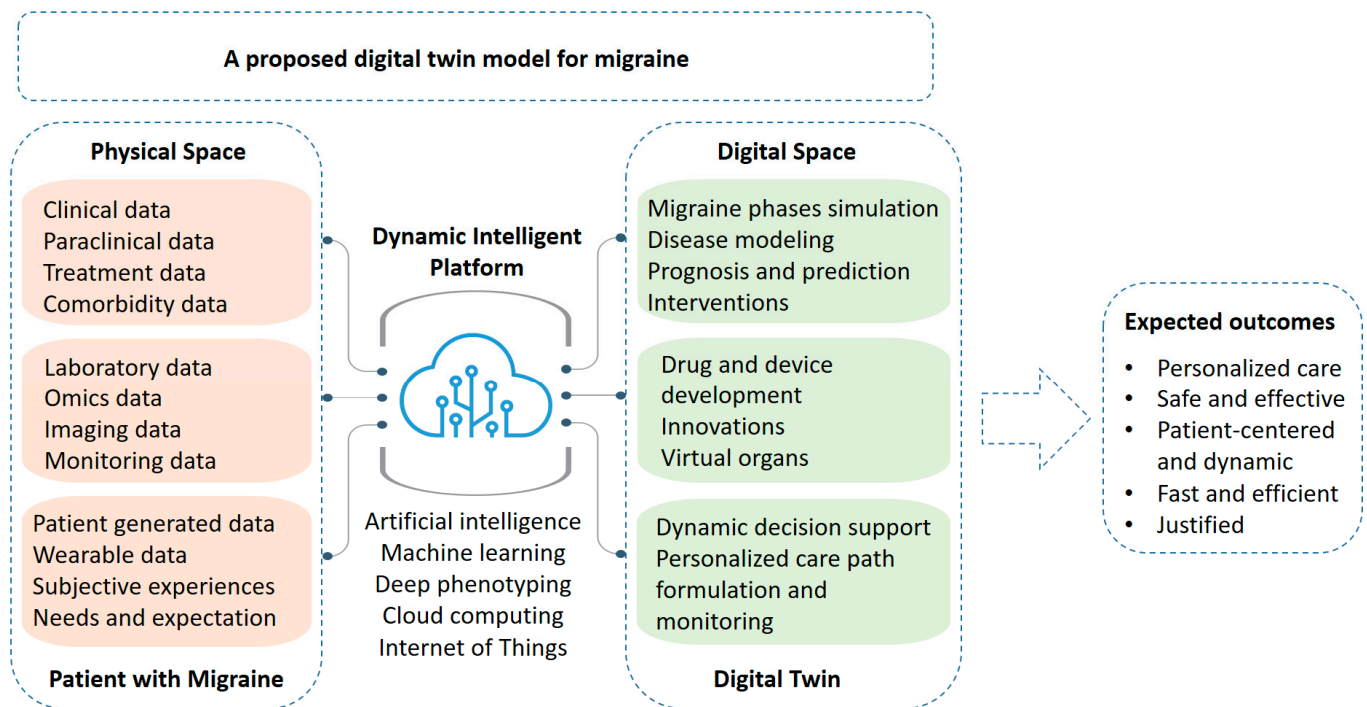 A proposed digital twin model for migraine
Physical Space
Clinical data
Paraclinical data
Treatment data
Comorbidity data
Laboratory data
Omics data
Imaging data
Monitoring data
Patient generated data
Wearable data
Subjective experiences
Needs and expectation
Patient with Migraine
Dynamic Intelligent
Platform
Artificial intelligence
Machine learning
Deep phenotyping
Cloud computing
Internet of Things
Digital Space
Migraine phases simulation
Disease modeling
Prognosis and prediction
Interventions
Drug and device
development
Innovations
Virtual organs
Dynamic decision support
Personalized care path
formulation and
monitoring
Digital Twin
Expected outcomes
• Personalized care
• Safe and effective
• Patient-centered
and dynamic
• Fast and efficient
• Justified